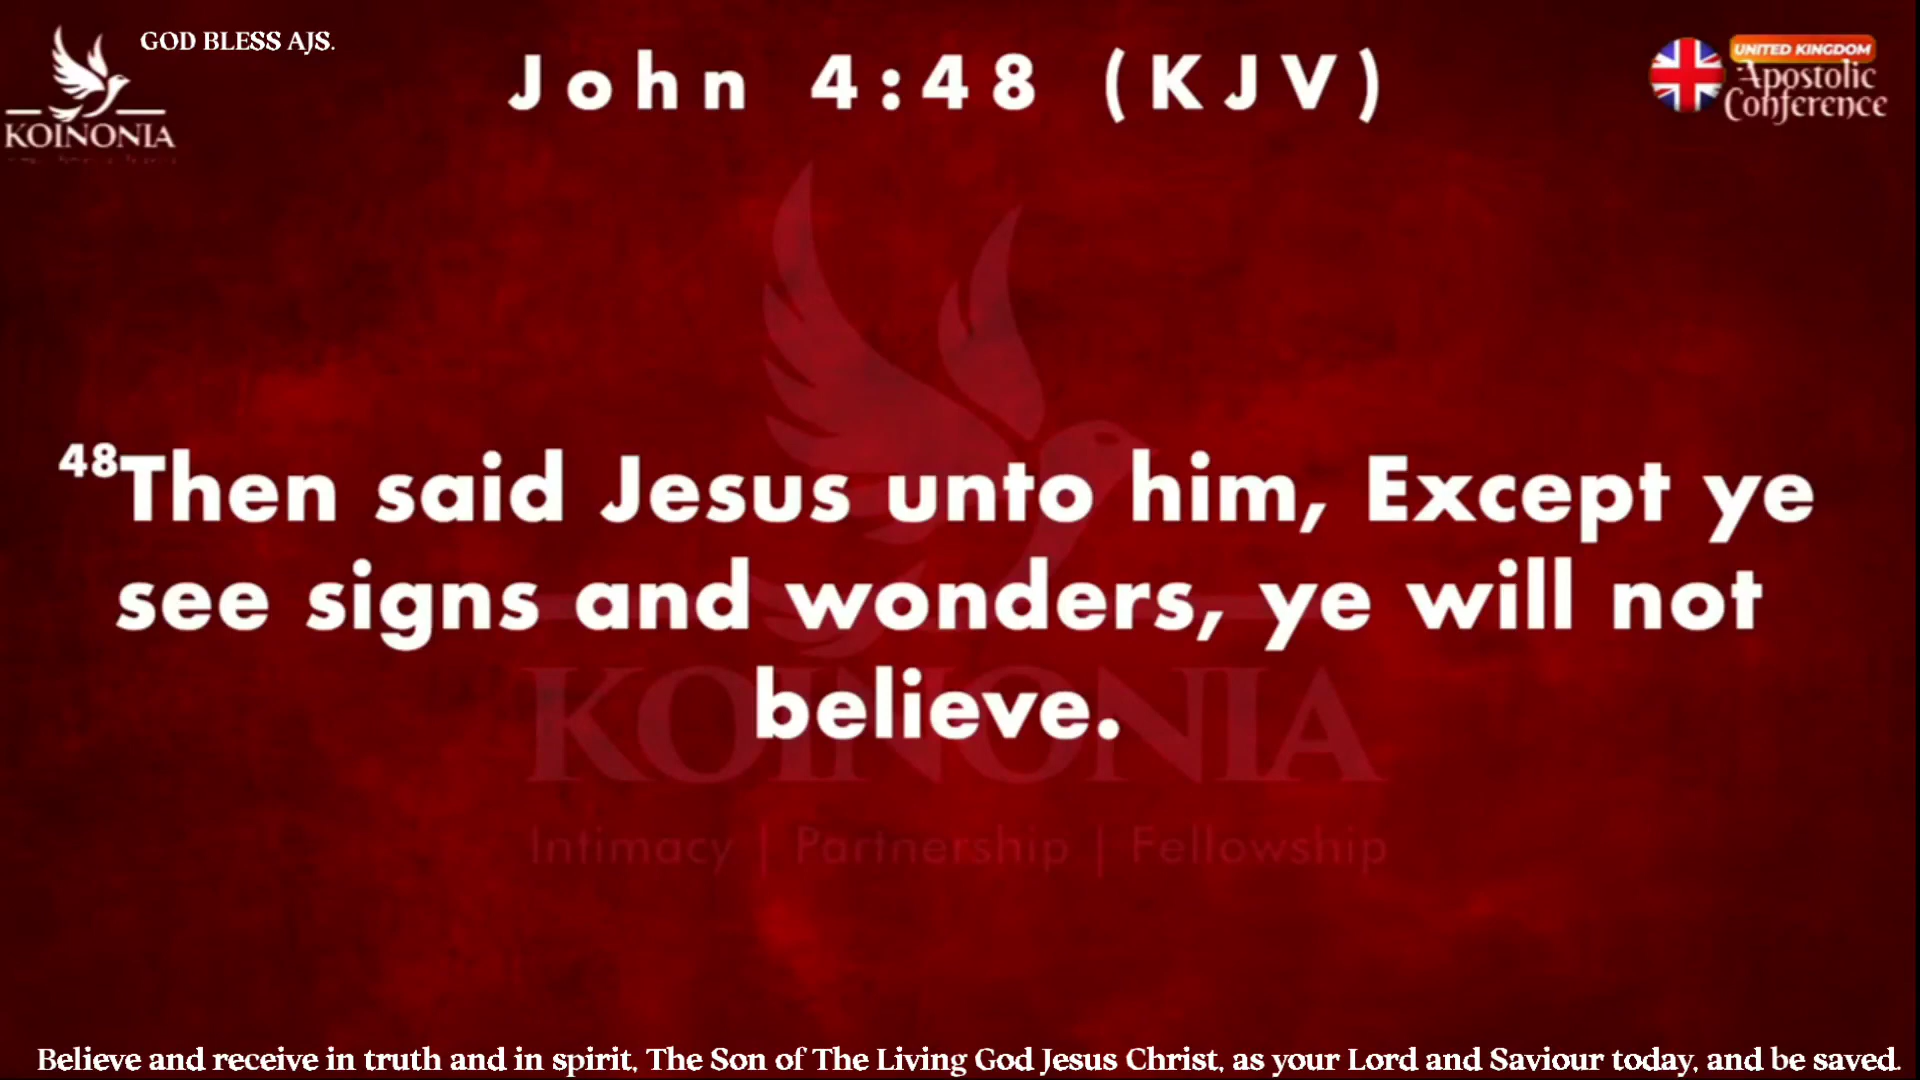 GOD BLESS AJS.
KOINONIA
John 4:48 (KJV)
UNITED KINGDOM
Apostolic
Conference
48Then said Jesus unto him, Except ye
see signs and wonders, ye will not
believe.
KOINONIA
Intimacy | Partnership | Fellowship
Believe and receive in truth and in spirit, The Son of The Living God Jesus Christ, as your Lord and Saviour today, and be saved.